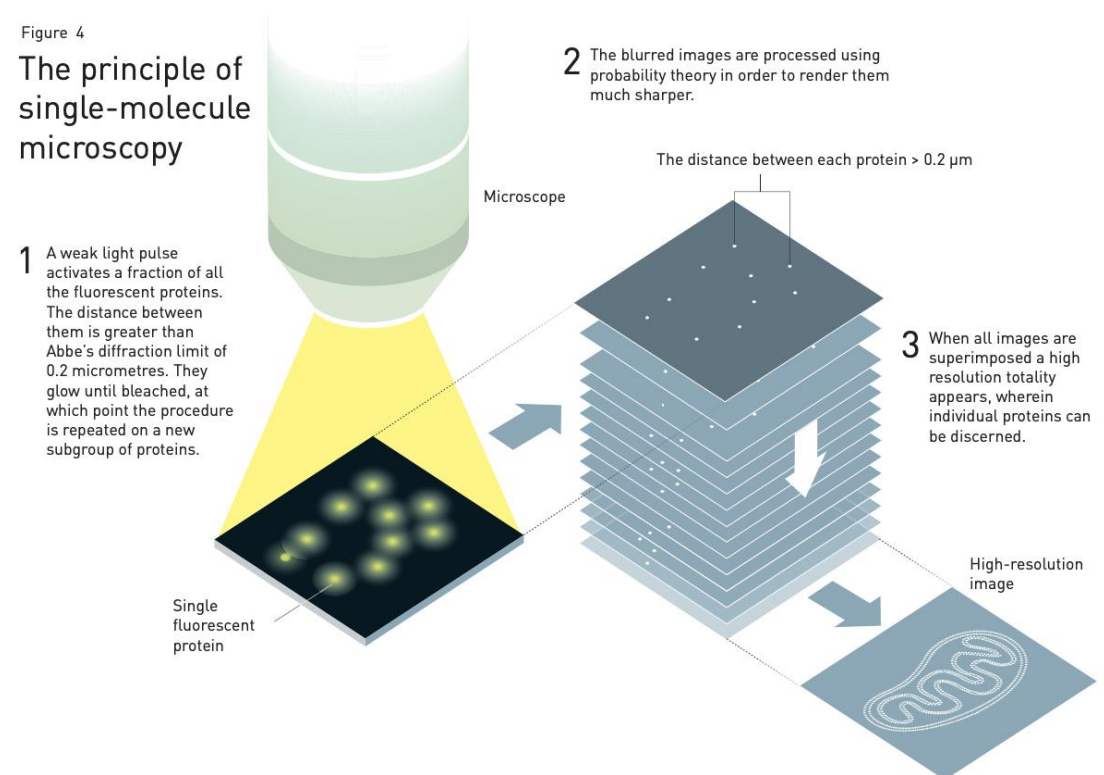 Figure 4
The principle of
single-molecule
microscopy
1
A weak light pulse
activates a fraction of all
the fluorescent proteins.
The distance between
them is greater than
Abbe's diffraction limit of
0.2 micrometres. They
glow until bleached, at
which point the procedure
is repeated on a new
subgroup of proteins.
Microscope
Single
fluorescent
protein
2
The blurred images are processed using
probability theory in order to render them
much sharper.
The distance between each protein > 0.2 µm
3
When all images are
superimposed a high
resolution totality
appears, wherein
individual proteins can
be discerned.
High-resolution
image